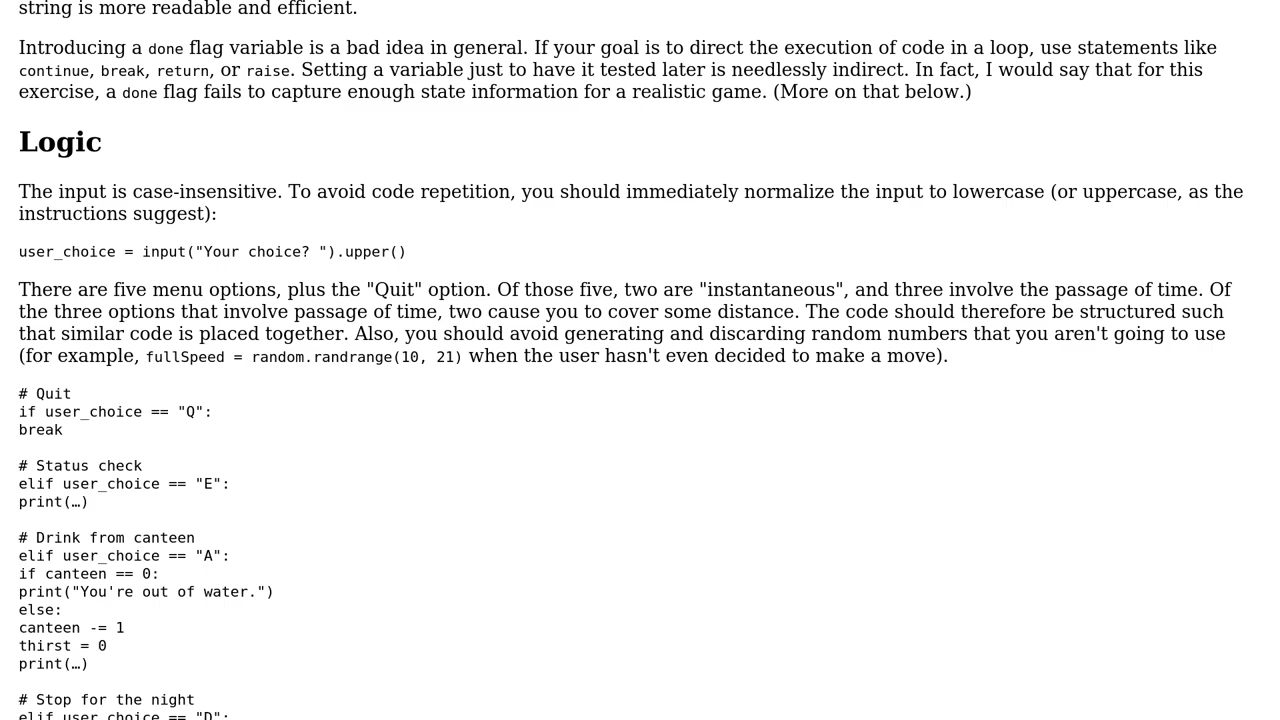 string is more readable and efficient.
Introducing a done flag variable is a bad idea in general. If your goal is to direct the execution of code in a loop, use statements like
continue, break, return, or raise. Setting a variable just to have it tested later is needlessly indirect. In fact, I would say that for this
exercise, a done flag fails to capture enough state information for a realistic game. (More on that below.)
Logic
The input is case-insensitive. To avoid code repetition, you should immediately normalize the input to lowercase (or uppercase, as the
instructions suggest):
user_choice = input("Your choice? ").upper()
There are five menu options, plus the "Quit" option. Of those five, two are "instantaneous", and three involve the passage of time. Of
the three options that involve passage of time, two cause you to cover some distance. The code should therefore be structured such
that similar code is placed together. Also, you should avoid generating and discarding random numbers that you aren't going to use
(for example, fullSpeed = random.randrange(10, 21) when the user hasn't even decided to make a move).
# Quit
if user_choice == "Q":
break
# Status check
elif user_choice == "E":
print(…)
# Drink from canteen
elif user_choice == "A":
if canteen == 0:
print("You're out of water.")
else:
canteen -= 1
thirst = 0
print(…)
# Stop for the night
elif user_choice == "D":